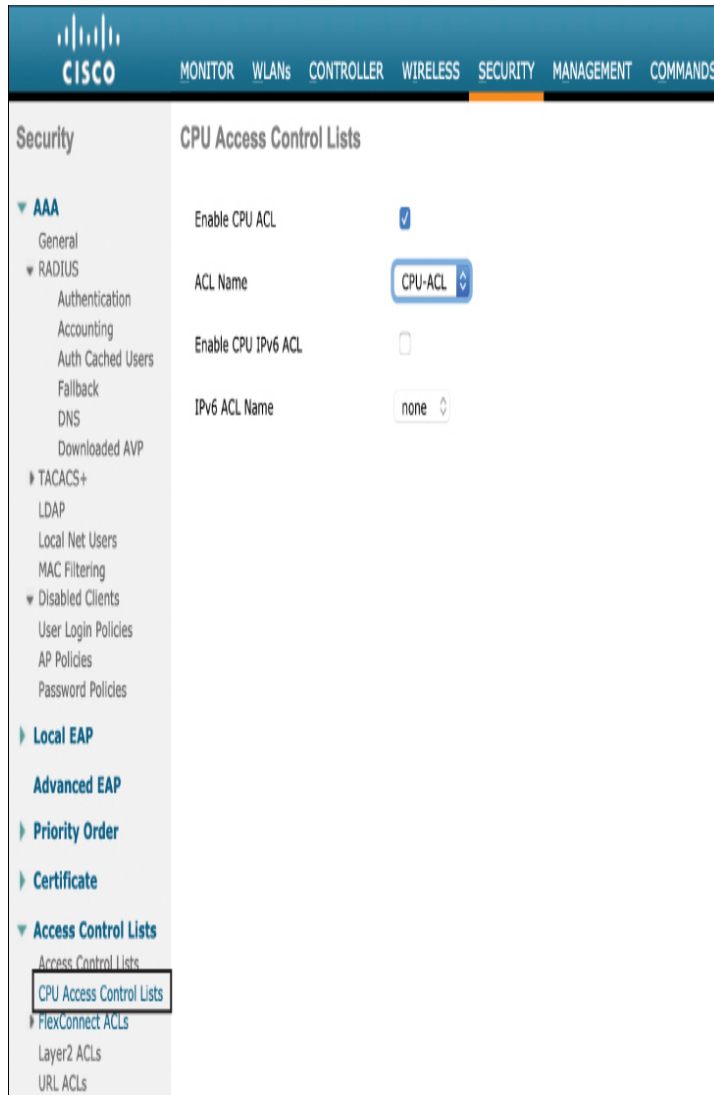 CISCO
MONITOR WLANs CONTROLLER WIRELESS SECURITY MANAGEMENT COMMANDS
Security
AAA
General
RADIUS
Authentication
Accounting
Auth Cached Users
Fallback
DNS
Downloaded AVP
TACACS+
LDAP
Local Net Users
MAC Filtering
Disabled Clients
User Login Policies
AP Policies
Password Policies
Local EAP
Advanced EAP
Priority Order
Certificate
Access Control Lists
Access Control Lists
CPU Access Control Lists
FlexConnect ACLs
Layer2 ACLs
URL ACLs
CPU Access Control Lists
Enable CPU ACL
ACL Name CPU-ACL
Enable CPU IPv6 ACL
IPv6 ACL Name none